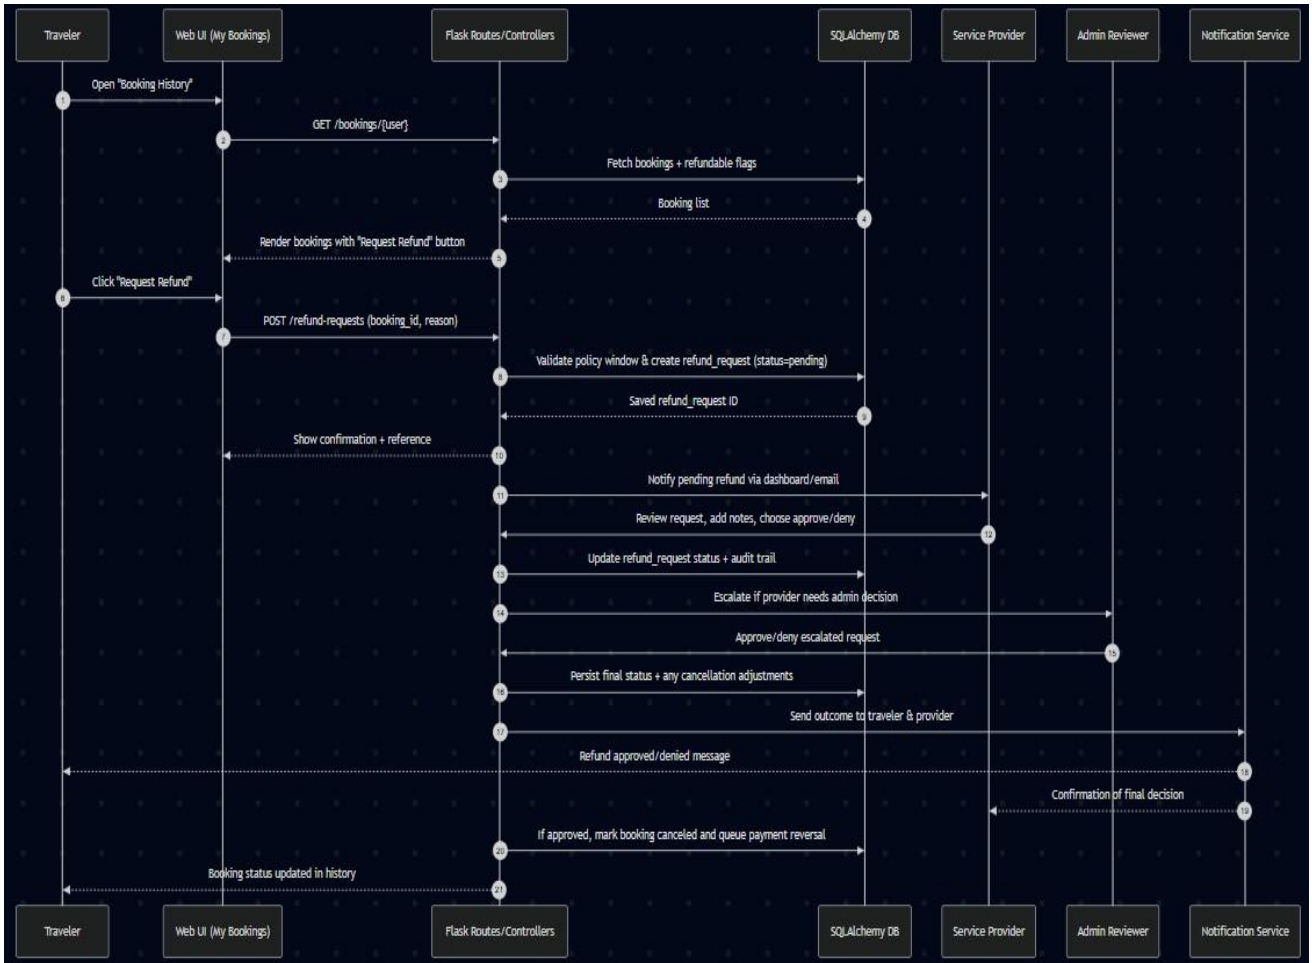 Traveler
Web UI (My Bookings)
Flask Routes/Controllers
SQLAlchemy DB
Service Provider
Admin Reviewer
Notification Service
Open "Booking History"
1
GET /bookings/{user}
2
Fetch bookings + refundable flags
3
Booking list
4
Render bookings with "Request Refund" button
5
Click "Request Refund"
6
POST /refund-requests (booking_id, reason)
7
Validate policy window & create refund_request (status=pending)
8
Saved refund_request ID
9
Show confirmation + reference
10
Notify pending refund via dashboard/email
11
Review request, add notes, choose approve/deny
12
Update refund_request status + audit trail
13
Escalate if provider needs admin decision
14
Approve/deny escalated request
15
Persist final status + any cancellation adjustments
16
Send outcome to traveler & provider
17
Refund approved/denied message
18
Confirmation of final decision
19
If approved, mark booking canceled and queue payment reversal
20
Booking status updated in history
21
Traveler
Web UI (My Bookings)
Flask Routes/Controllers
SQLAlchemy DB
Service Provider
Admin Reviewer
Notification Service